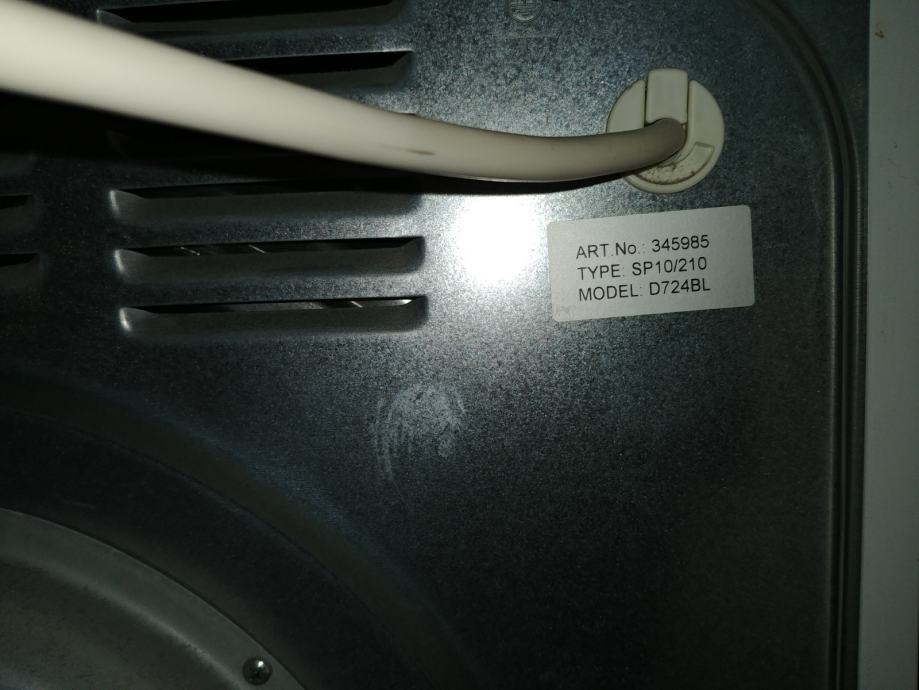 ART.No.: 345985
TYPE: SP10/210
MODEL: D724BL